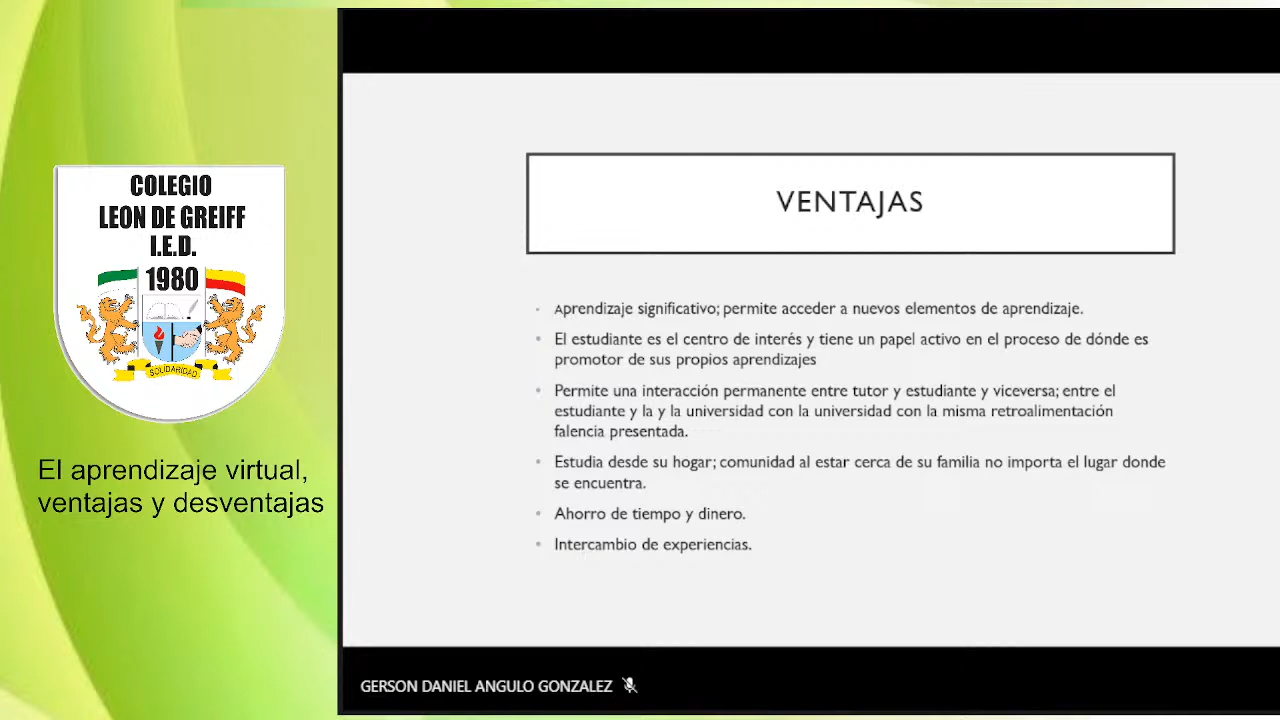 COLEGIO
LEON DE GREIFF
I.E.D.
1980
SOLIDARIDAD
El aprendizaje virtual,
ventajas y desventajas
VENTAJAS
Aprendizaje significativo; permite acceder a nuevos elementos de aprendizaje.
El estudiante es el centro de interés y tiene un papel activo en el proceso de dónde es
promotor de sus propios aprendizajes
Permite una interacción permanente entre tutor y estudiante y viceversa; entre el
estudiante y la y la universidad con la universidad con la misma retroalimentación
falencia presentada.
Estudia desde su hogar; comunidad al estar cerca de su familia no importa el lugar donde
se encuentra.
Ahorro de tiempo y dinero.
Intercambio de experiencias.
GERSON DANIEL ANGULO GONZALEZ